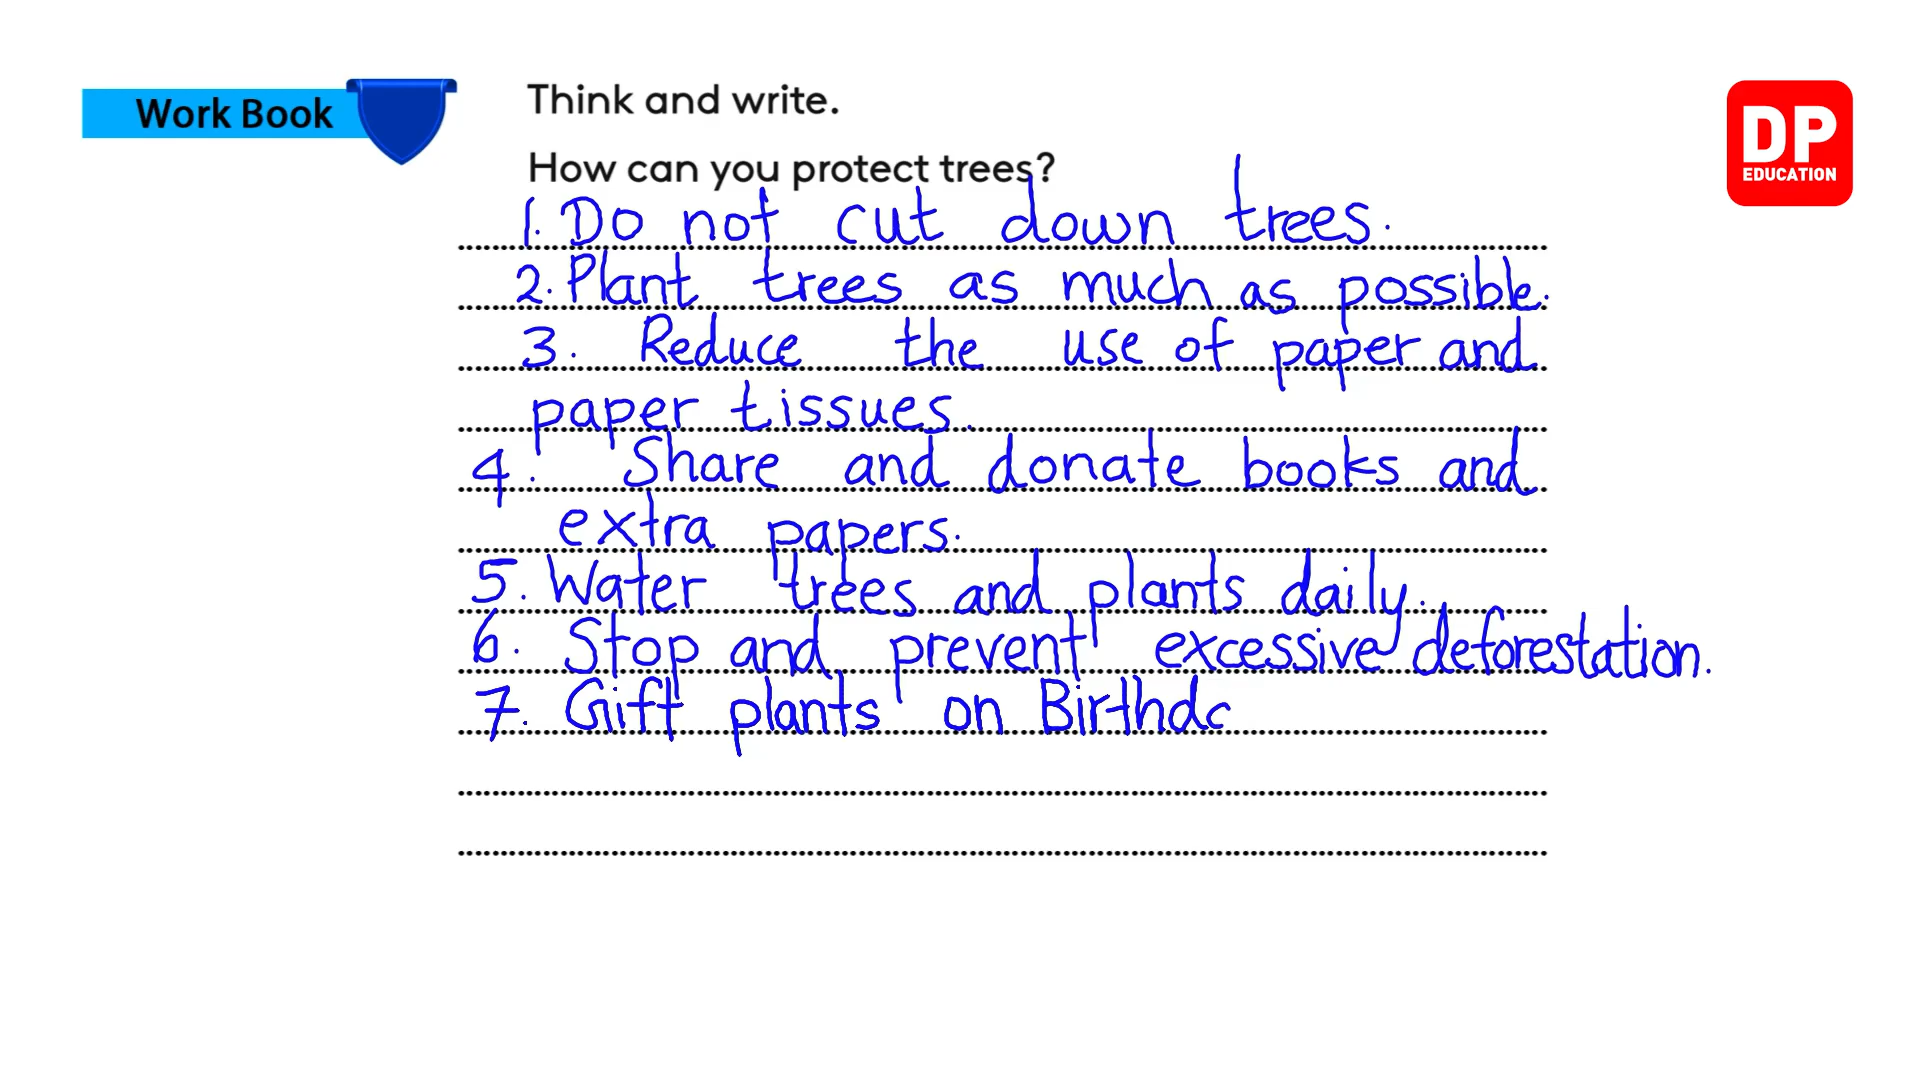 Work Book
Think and write.
DP
EDUCATION
How can you protect trees?
1. Do not cut down trees.
2. Plant trees as much as possible.
3. Reduce the use of paper and
paper tissues.
4. Share and donate books and
extra papers.
5. Water trees and plants daily.
6. Stop and prevent excessive deforestation.
7. Gift plants on Birthdc